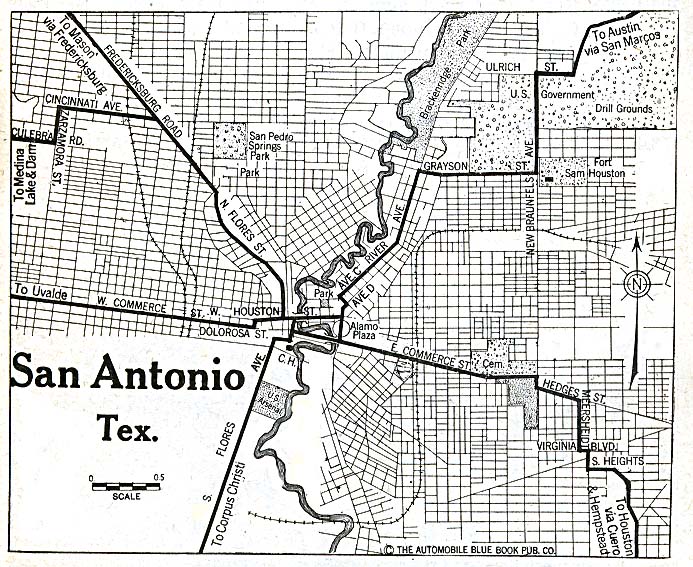 To Mason
via Fredericksburg
FREDERICKSBURG ROAD
CINCINNATI AVE.
ZARZAMORA ST.
CULEBRA RD.
To Medina
Lake & Dam
San Pedro
Springs
Park
Park
N. FLORES ST.
Brackenridge Park
ULRICH ST.
To Austin
via San Marcos
U.S. Government
Drill Grounds
GRAYSON ST.
NEW BRAUNFELS AVE
Fort
Sam Houston
N
AVE C
RIVER AVE
AVE D
Park
To Uvalde
W. COMMERCE ST.
W. HOUSTON ST.
DOLOROSA ST.
Alamo
Plaza
C.H.
E. COMMERCE ST.
Cem.
HEDGES ST.
MEERSHEIDT
VIRGINIA BLVD.
S. HEIGHTS
To Houston
via Cuero
& Hempstead
San Antonio
Tex.
U.S.
Arsenal
S. FLORES AVE
To Corpus Christi
0 0.5
SCALE
© THE AUTOMOBILE BLUE BOOK PUB. CO.